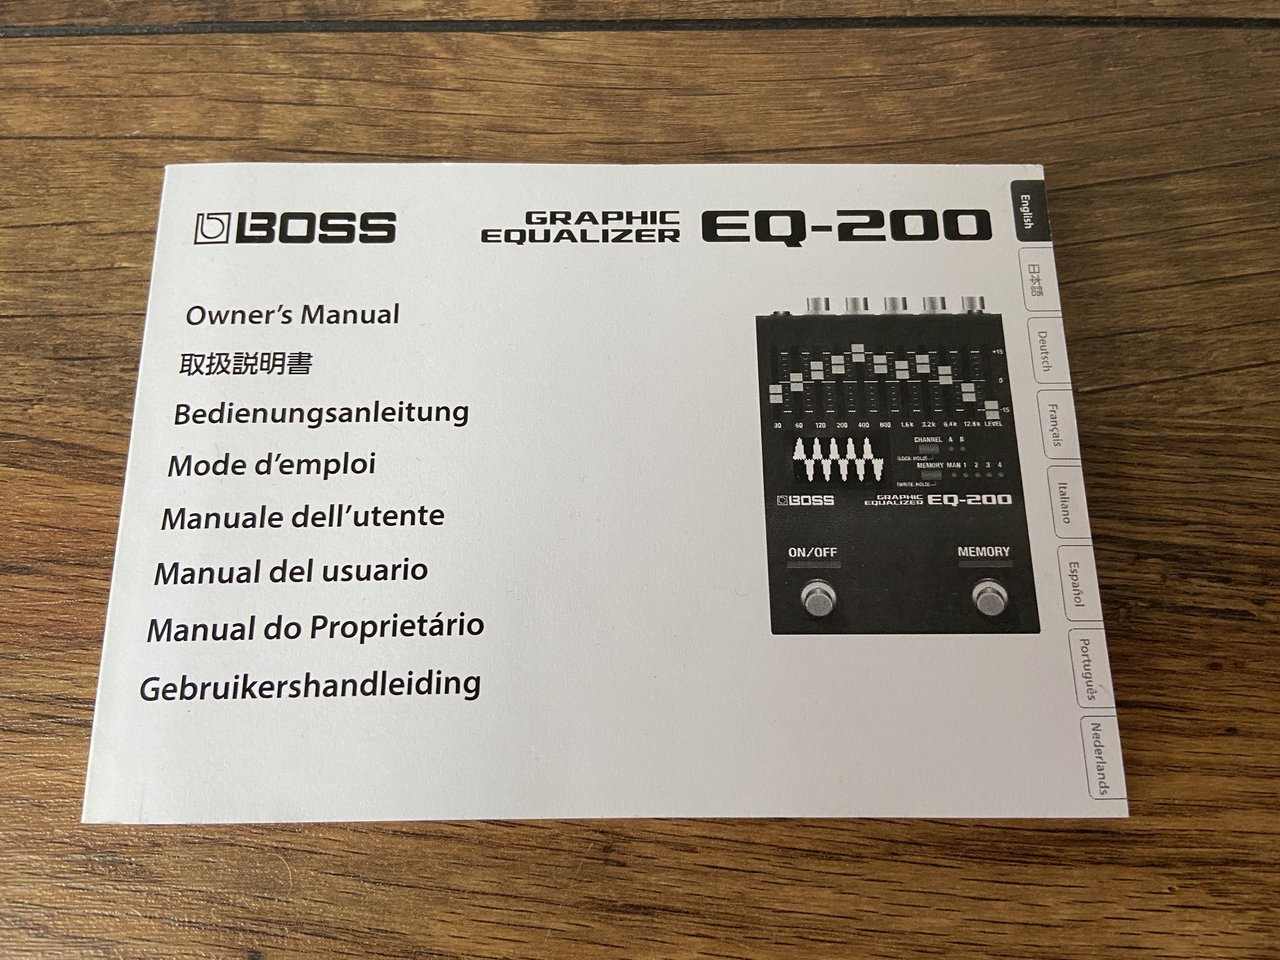 BOSS
GRAPHIC
EQUALIZER
EQ-200
Owner's Manual
取扱説明書
Bedienungsanleitung
Mode d'emploi
Manuale dell'utente
Manual del usuario
Manual do Proprietário
Gebruikershandleiding
+15
0
-15
30 60 120 200 400 800 1.6k 3.2k 6.4k 12.8k LEVEL
CHANNEL A B
MEMORY MAN 1 2 3 4
BOSS
GRAPHIC
EQUALIZER
EQ-200
ON/OFF
MEMORY
English
日本語
Deutsch
Français
Italiano
Español
Português
Nederlands